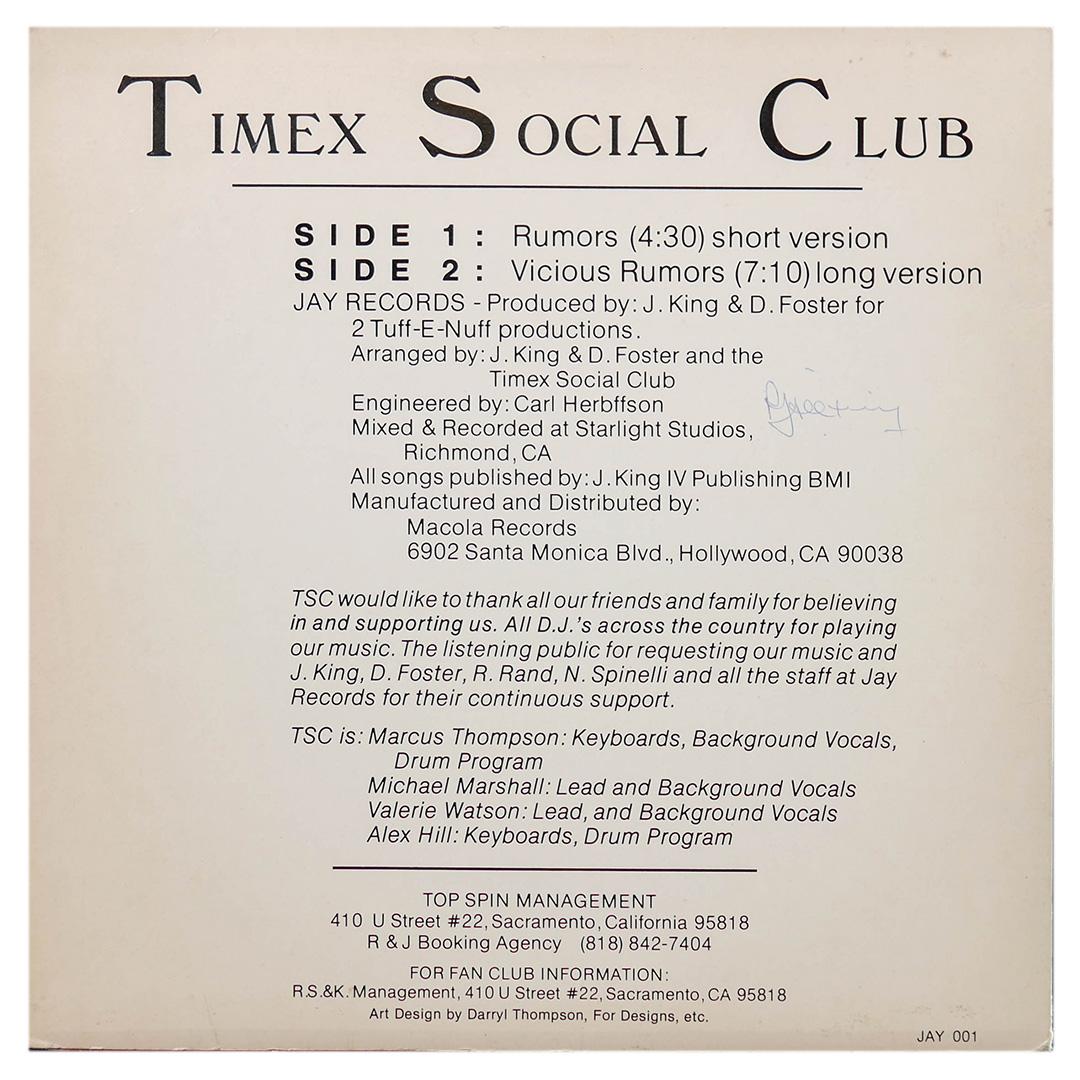 TIMEX SOCIAL CLUB
SIDE 1: Rumors (4:30) short version
SIDE 2: Vicious Rumors (7:10) long version
JAY RECORDS - Produced by: J. King & D. Foster for
2 Tuff-E-Nuff productions.
Arranged by: J. King & D. Foster and the
Timex Social Club
Engineered by: Carl Herbffson
Mixed & Recorded at Starlight Studios,
Richmond, CA
All songs published by: J. King IV Publishing BMI
Manufactured and Distributed by:
Macola Records
6902 Santa Monica Blvd., Hollywood, CA 90038
TSC would like to thank all our friends and family for believing
in and supporting us. All D.J.'s across the country for playing
our music. The listening public for requesting our music and
J. King, D. Foster, R. Rand, N. Spinelli and all the staff at Jay
Records for their continuous support.
TSC is: Marcus Thompson: Keyboards, Background Vocals,
Drum Program
Michael Marshall: Lead and Background Vocals
Valerie Watson: Lead, and Background Vocals
Alex Hill: Keyboards, Drum Program
TOP SPIN MANAGEMENT
410 U Street #22, Sacramento, California 95818
R & J Booking Agency (818) 842-7404
FOR FAN CLUB INFORMATION:
R.S.&K. Management, 410 U Street #22, Sacramento, CA 95818
Art Design by Darryl Thompson, For Designs, etc.
JAY 001